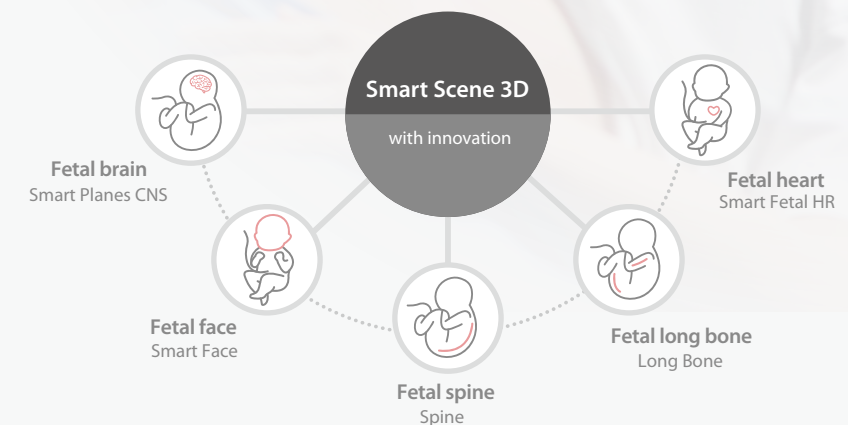 Smart Scene 3D
with innovation
Fetal brain
Smart Planes CNS
Fetal heart
Smart Fetal HR
Fetal face
Smart Face
Fetal long bone
Long Bone
Fetal spine
Spine